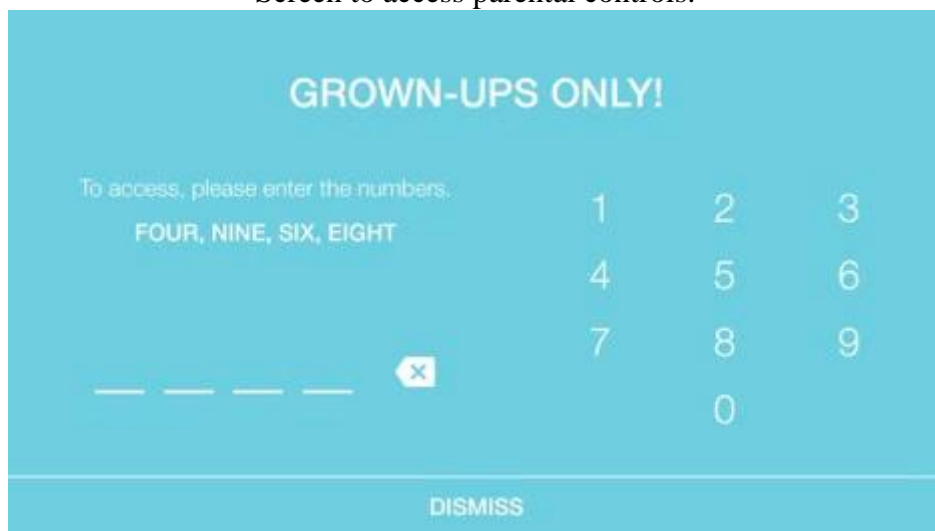 Screen to access parental controls.
GROWN-UPS ONLY!
To access, please enter the numbers.
FOUR, NINE, SIX, EIGHT
1 2 3
4 5 6
7 8 9
0
DISMISS